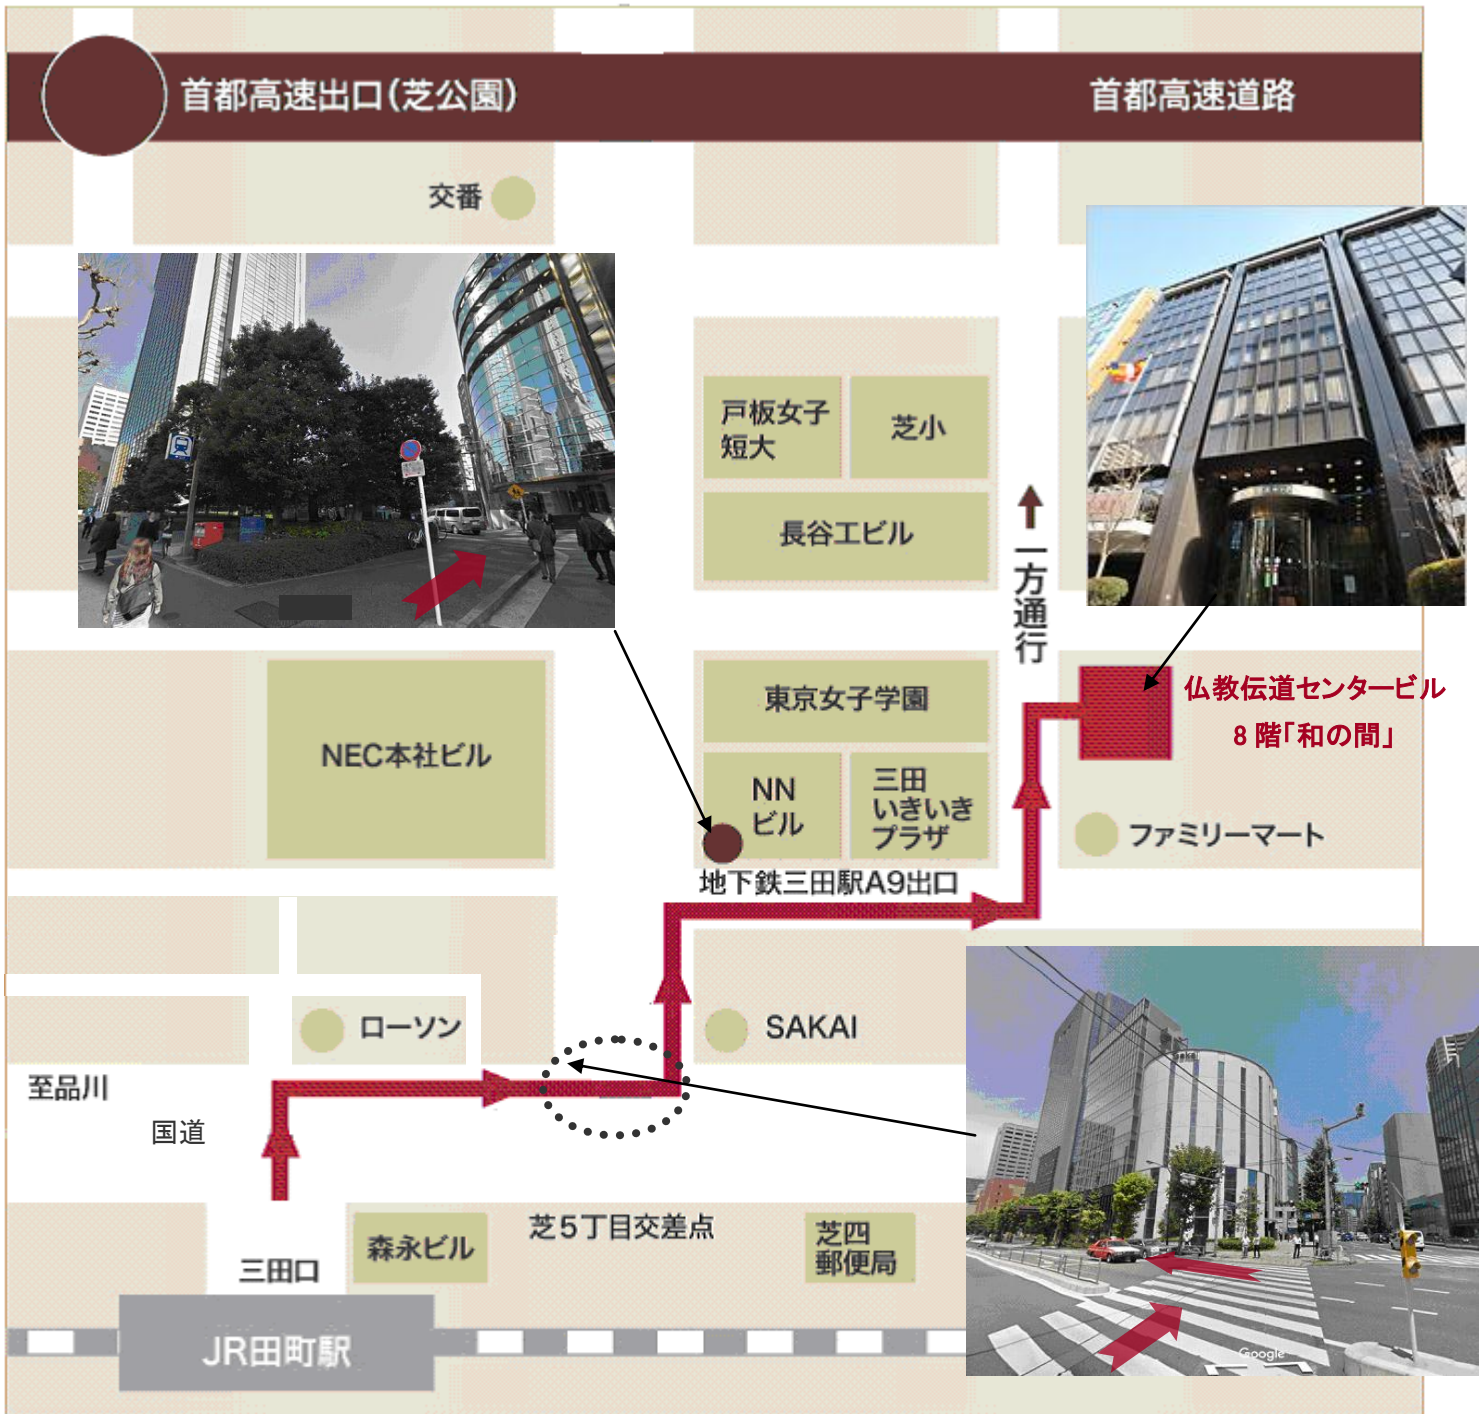 首都高速出口(芝公園)
首都高速道路
交番
戸板女子
短大
芝小
長谷工ビル
一方通行
東京女子学園
仏教伝道センタービル
8階「和の間」
NEC本社ビル
NN
ビル
三田
いきいき
プラザ
ファミリーマート
地下鉄三田駅A9出口
ローソン
SAKAI
至品川
国道
森永ビル
芝5丁目交差点
芝四
郵便局
三田口
JR田町駅
Google